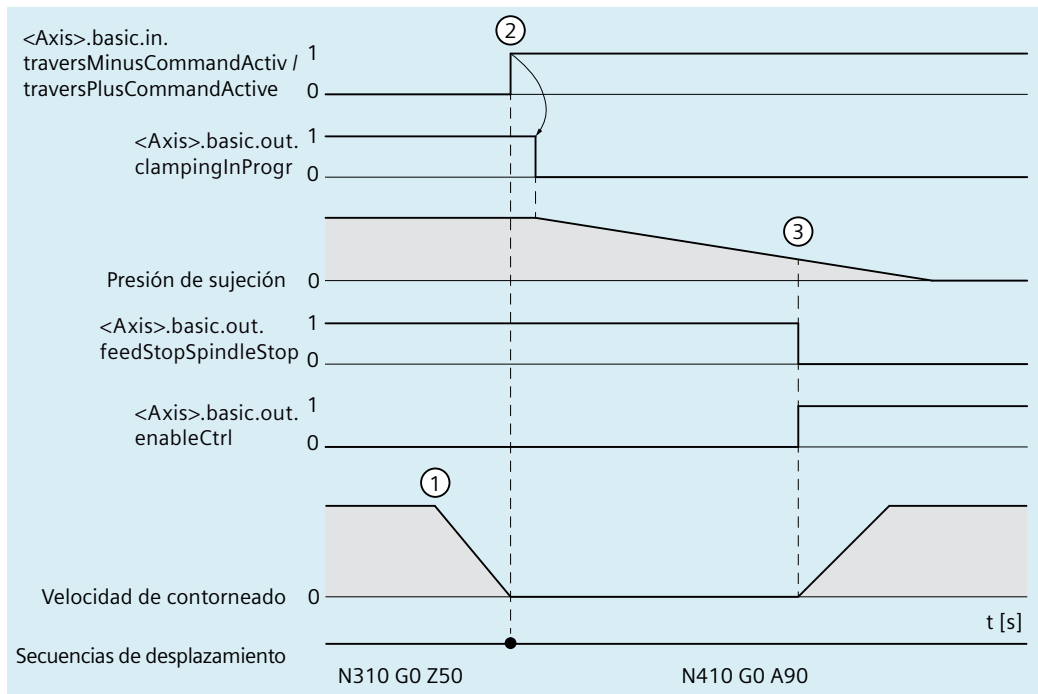 <Axis>.basic.in.
traversMinusCommandActiv /
traversPlusCommandActive
1
0
2
<Axis>.basic.out.
clampingInProgr
1
0
Presión de sujeción 0
3
<Axis>.basic.out.
feedStopSpindleStop
1
0
<Axis>.basic.out.
enableCtrl
1
0
1
Velocidad de contorneado 0
t [s]
Secuencias de desplazamiento
N310 G0 Z50 N410 G0 A90